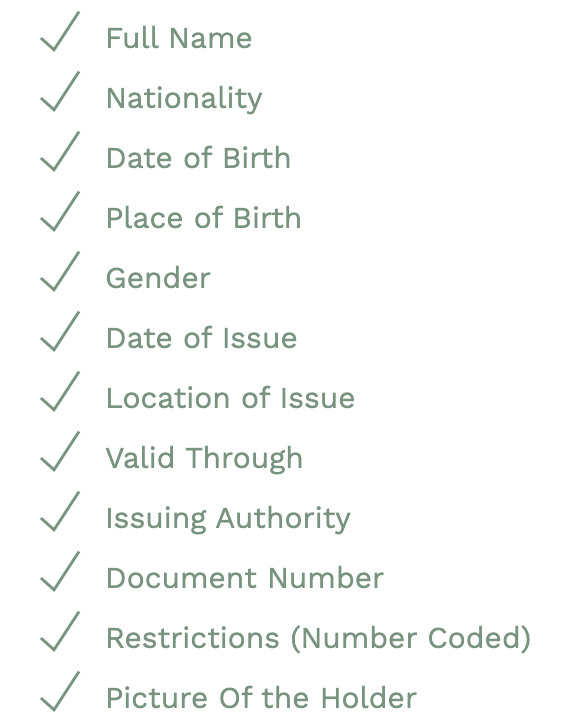 Full Name
Nationality
Date of Birth
Place of Birth
Gender
Date of Issue
Location of Issue
Valid Through
Issuing Authority
Document Number
Restrictions (Number Coded)
Picture Of the Holder